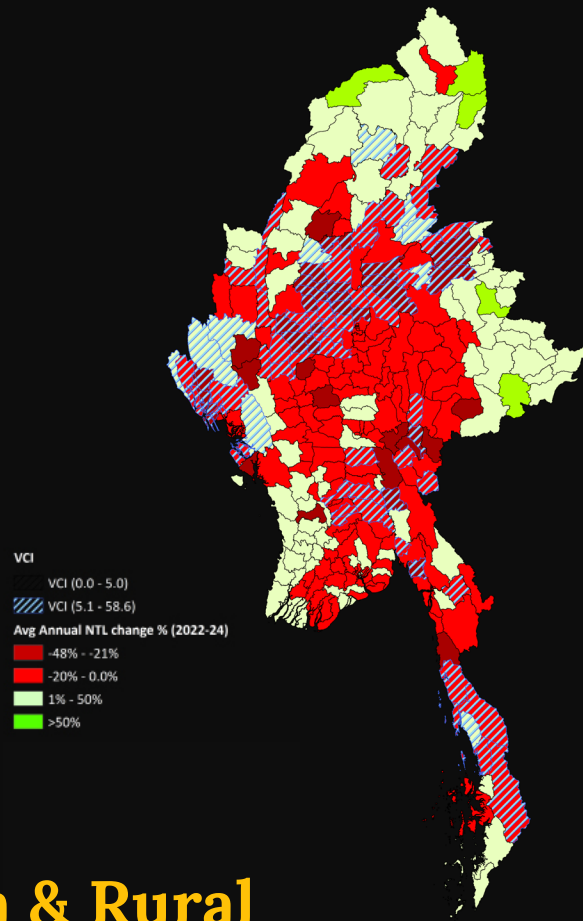 VCI
VCI (0.0 - 5.0)
VCI (5.1 - 58.6)
Avg Annual NTL change % (2022-24)
-48% - -21%
-20% - 0.0%
1% - 50%
>50%
& Rural